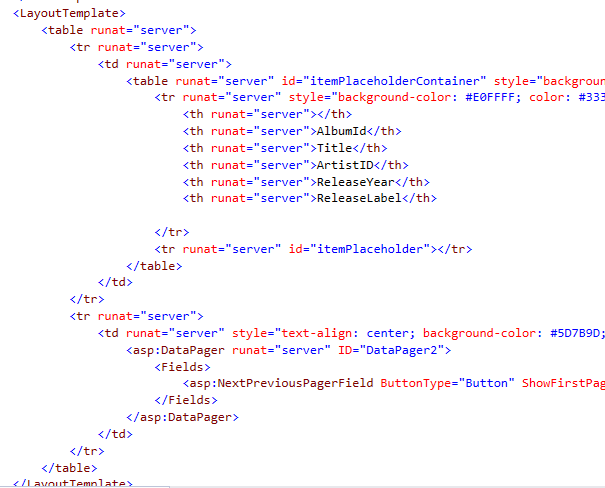 <LayoutTemplate>
<table runat="server">
<tr runat="server">
<td runat="server">
<table runat="server" id="itemPlaceholderContainer" style="backgroun
<tr runat="server" style="background-color: #E0FFFF; color: #333
<th runat="server"></th>
<th runat="server">AlbumId</th>
<th runat="server">Title</th>
<th runat="server">ArtistID</th>
<th runat="server">ReleaseYear</th>
<th runat="server">ReleaseLabel</th>
</tr>
<tr runat="server" id="itemPlaceholder"></tr>
</table>
</td>
</tr>
<tr runat="server">
<td runat="server" style="text-align: center; background-color: #5D7B9D;
<asp:DataPager runat="server" ID="DataPager2">
<Fields>
<asp:NextPreviousPagerField ButtonType="Button" ShowFirstPag
</Fields>
</asp:DataPager>
</td>
</tr>
</table>
</LayoutTemplate>